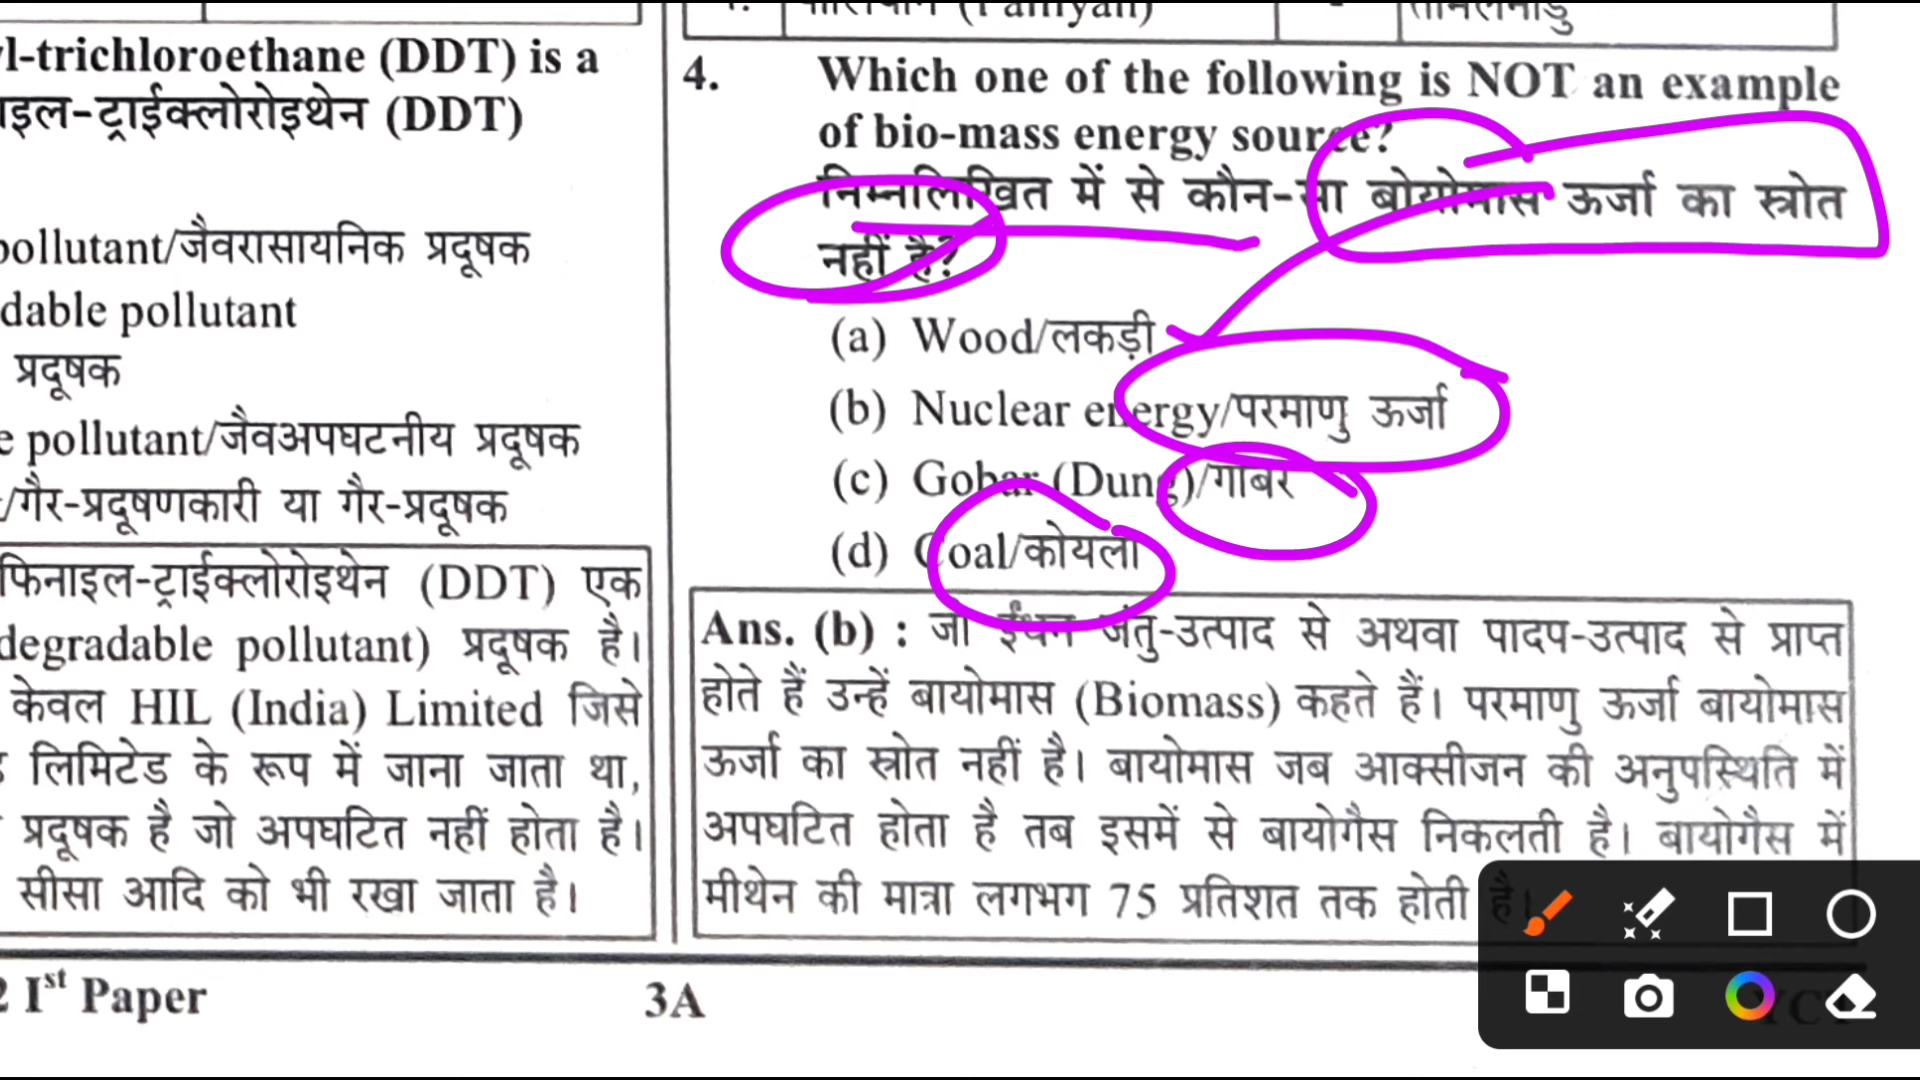 l-trichloroethane (DDT) is a
इल-ट्राईक्लोरोइथेन (DDT)
pollutant/जैवरासायनिक प्रदूषक
dable pollutant
प्रदूषक
e pollutant/जैवअपघटनीय प्रदूषक
/गैर-प्रदूषणकारी या गैर-प्रदूषक
फिनाइल-ट्राईक्लोरोइथेन (DDT) एक
degradable pollutant) प्रदूषक है।
केवल HIL (India) Limited जिसे
लिमिटेड के रूप में जाना जाता था,
प्रदूषक है जो अपघटित नहीं होता है।
सीसा आदि को भी रखा जाता है।
4. Which one of the following is NOT an example
of bio-mass energy source?
निम्नलिखित में से कौन-सा बोयोमास ऊर्जा का स्त्रोत
नहीं है?
(a) Wood/लकड़ी
(b) Nuclear energy/परमाणु ऊर्जा
(c) Gobar (Dung)/गोबर
(d) Coal/कोयला
Ans. (b) : जो ईंधन जंतु-उत्पाद से अथवा पादप-उत्पाद से प्राप्त
होते हैं उन्हें बायोमास (Biomass) कहते हैं। परमाणु ऊर्जा बायोमास
ऊर्जा का स्त्रोत नहीं है। बायोमास जब आक्सीजन की अनुपस्थिति में
अपघटित होता है तब इसमें से बायोगैस निकलती है। बायोगैस में
मीथेन की मात्रा लगभग 75 प्रतिशत तक होती है।
2 Ist Paper
3A
YCT